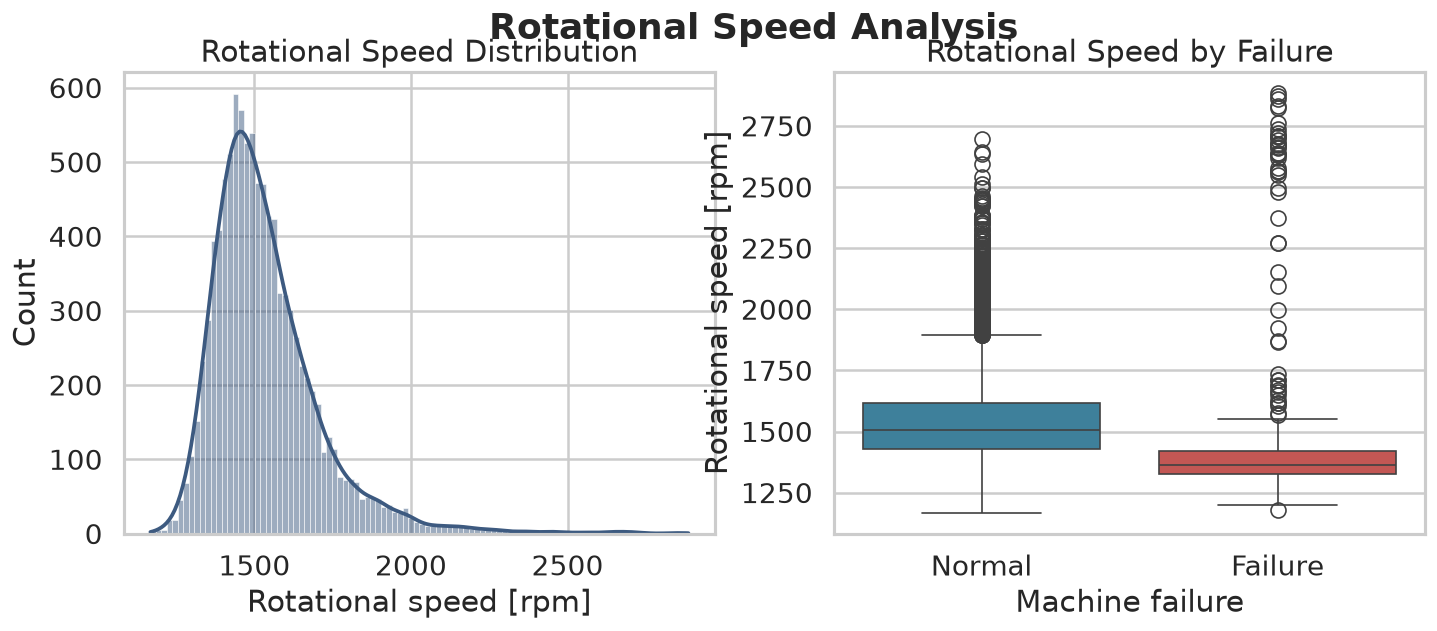 Rotational Speed Analysis
Rotational Speed Distribution
Count
600
500
400
300
200
100
0
1500 2000 2500
Rotational speed [rpm]
Rotational Speed by Failure
Rotational speed [rpm]
2750
2500
2250
2000
1750
1500
1250
Normal Failure
Machine failure